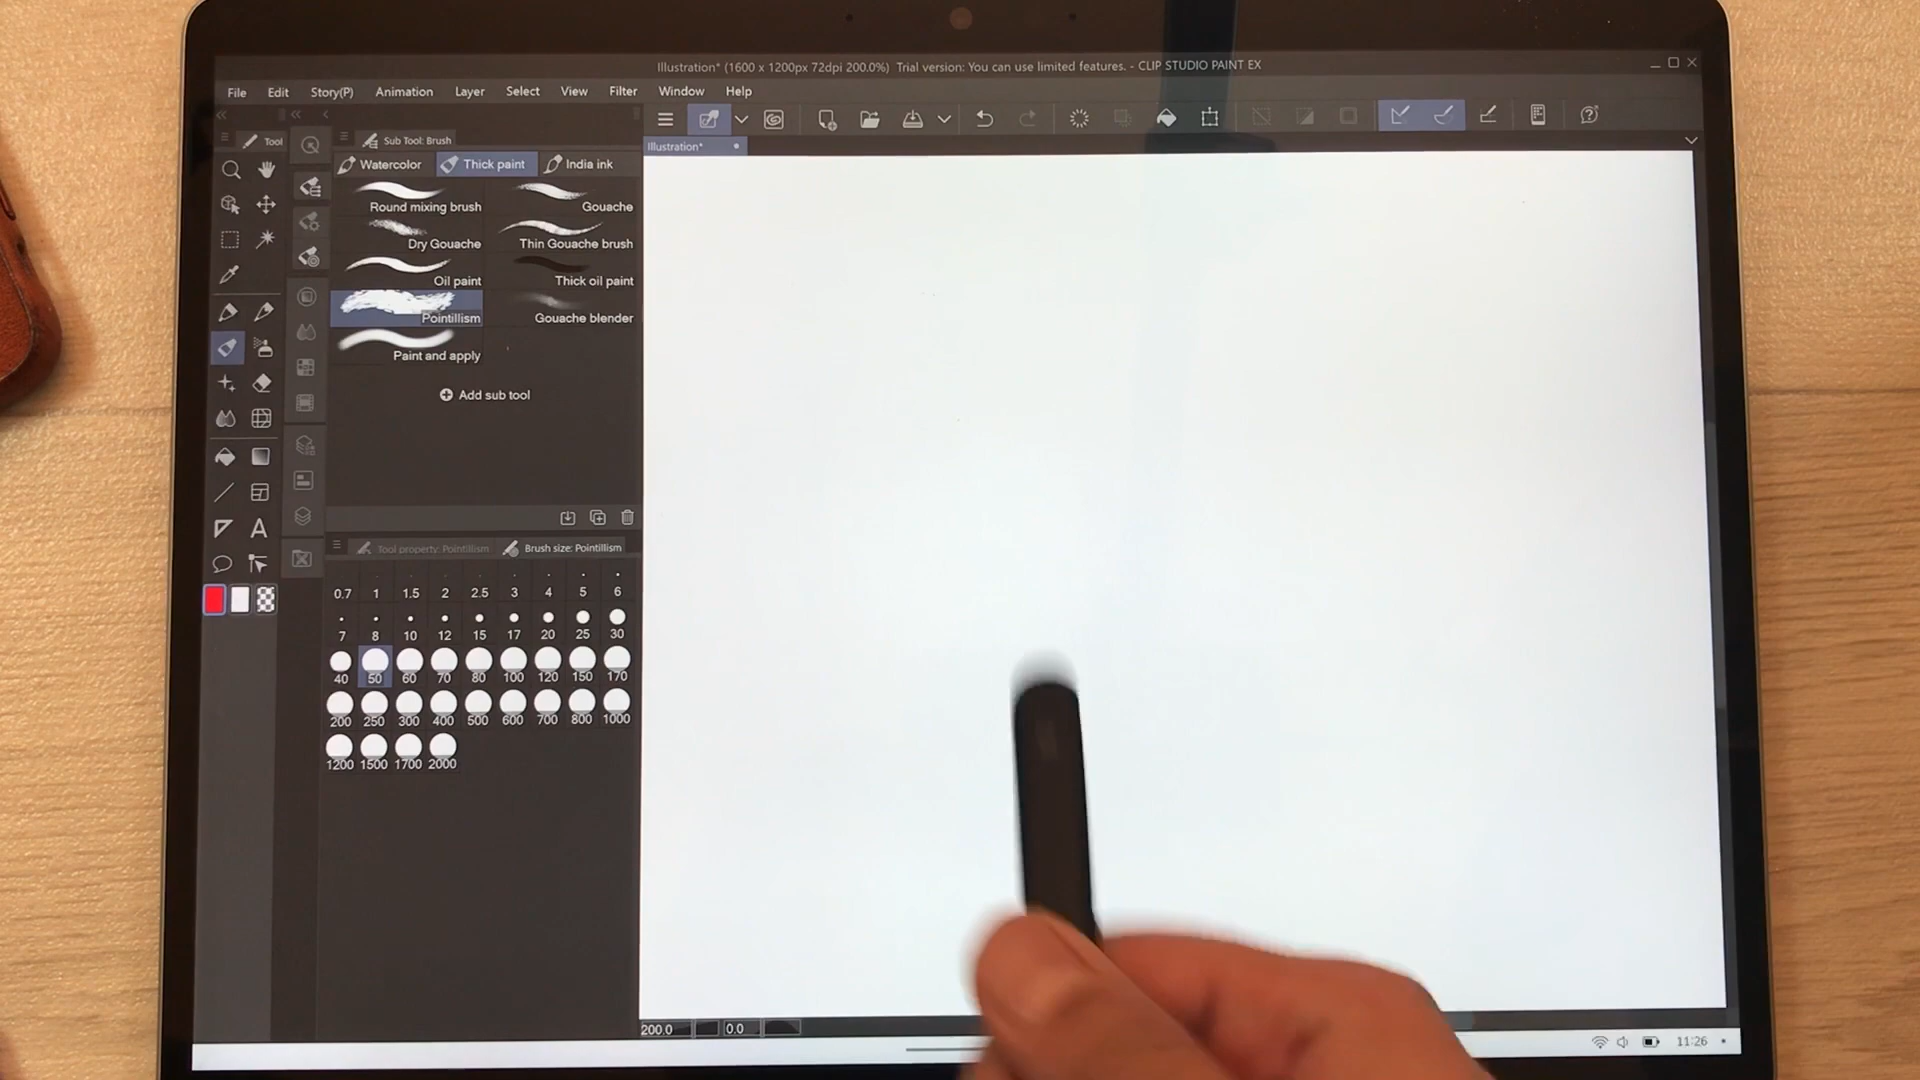 Illustration* (1600 x 1200px 72dpi 200.0%) Trial version: You can use limited features. - CLIP STUDIO PAINT EX
File Edit Story(P) Animation Layer Select View Filter Window Help
Tool
Sub Tool: Brush
Illustration*
Watercolor Thick paint India ink
Round mixing brush Gouache
Dry Gouache Thin Gouache brush
Oil paint Thick oil paint
Pointillism Gouache blender
Paint and apply
Add sub tool
A
Tool property: Pointillism Brush size: Pointillism
0.7 1 1.5 2 2.5 3 4 5 6
7 8 10 12 15 17 20 25 30
40 50 60 70 80 100 120 150 170
200 250 300 400 500 600 700 800 1000
1200 1500 1700 2000
200.0 0.0
11:26